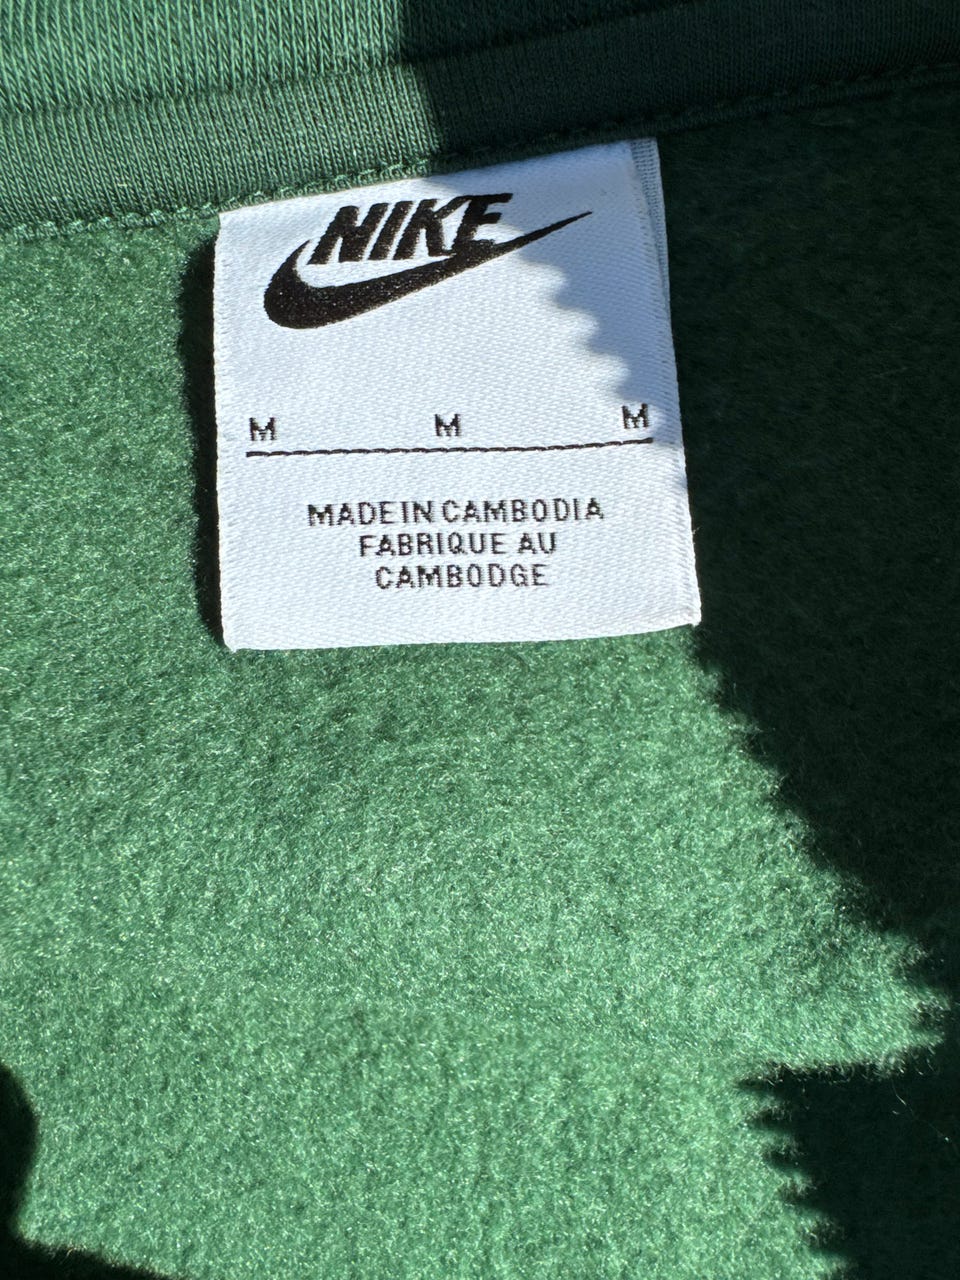 NIKE
M M M
MADE IN CAMBODIA
FABRIQUE AU
CAMBODGE